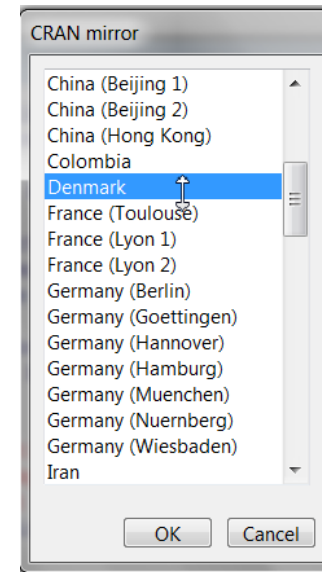 CRAN mirror
China (Beijing 1)
China (Beijing 2)
China (Hong Kong)
Colombia
Denmark
France (Toulouse)
France (Lyon 1)
France (Lyon 2)
Germany (Berlin)
Germany (Goettingen)
Germany (Hannover)
Germany (Hamburg)
Germany (Muenchen)
Germany (Nuernberg)
Germany (Wiesbaden)
Iran
OK Cancel